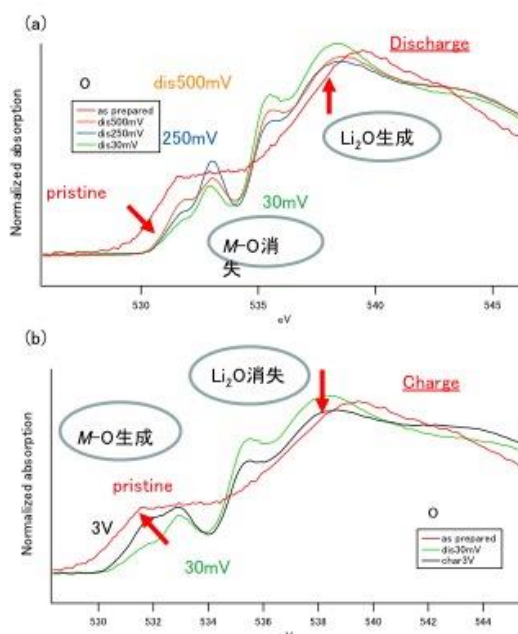 (a)
Discharge
O
dis500mV
as prepared
dis500mV
dis250mV
dis30mV
250mV
Li₂O生成
pristine
30mV
M-O消
失
Normalized absorption
530
535
540
545
eV
(b)
Li₂O消失
Charge
M-O生成
pristine
3V
O
30mV
as prepared
dis30mV
char3V
Normalized absorption
530
532
534
536
538
540
542
544